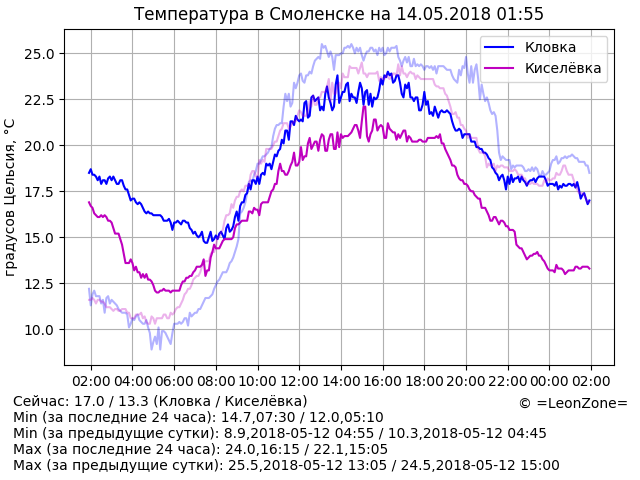 Температура в Смоленске на 14.05.2018 01:55
градусов Цельсия, °C
25.0
22.5
20.0
17.5
15.0
12.5
10.0
Кловка
Киселёвка
02:00 04:00 06:00 08:00 10:00 12:00 14:00 16:00 18:00 20:00 22:00 00:00 02:00
Сейчас: 17.0 / 13.3 (Кловка / Киселёвка)
© =LeonZone=
Min (за последние 24 часа): 14.7,07:30 / 12.0,05:10
Min (за предыдущие сутки): 8.9,2018-05-12 04:55 / 10.3,2018-05-12 04:45
Max (за последние 24 часа): 24.0,16:15 / 22.1,15:05
Max (за предыдущие сутки): 25.5,2018-05-12 13:05 / 24.5,2018-05-12 15:00